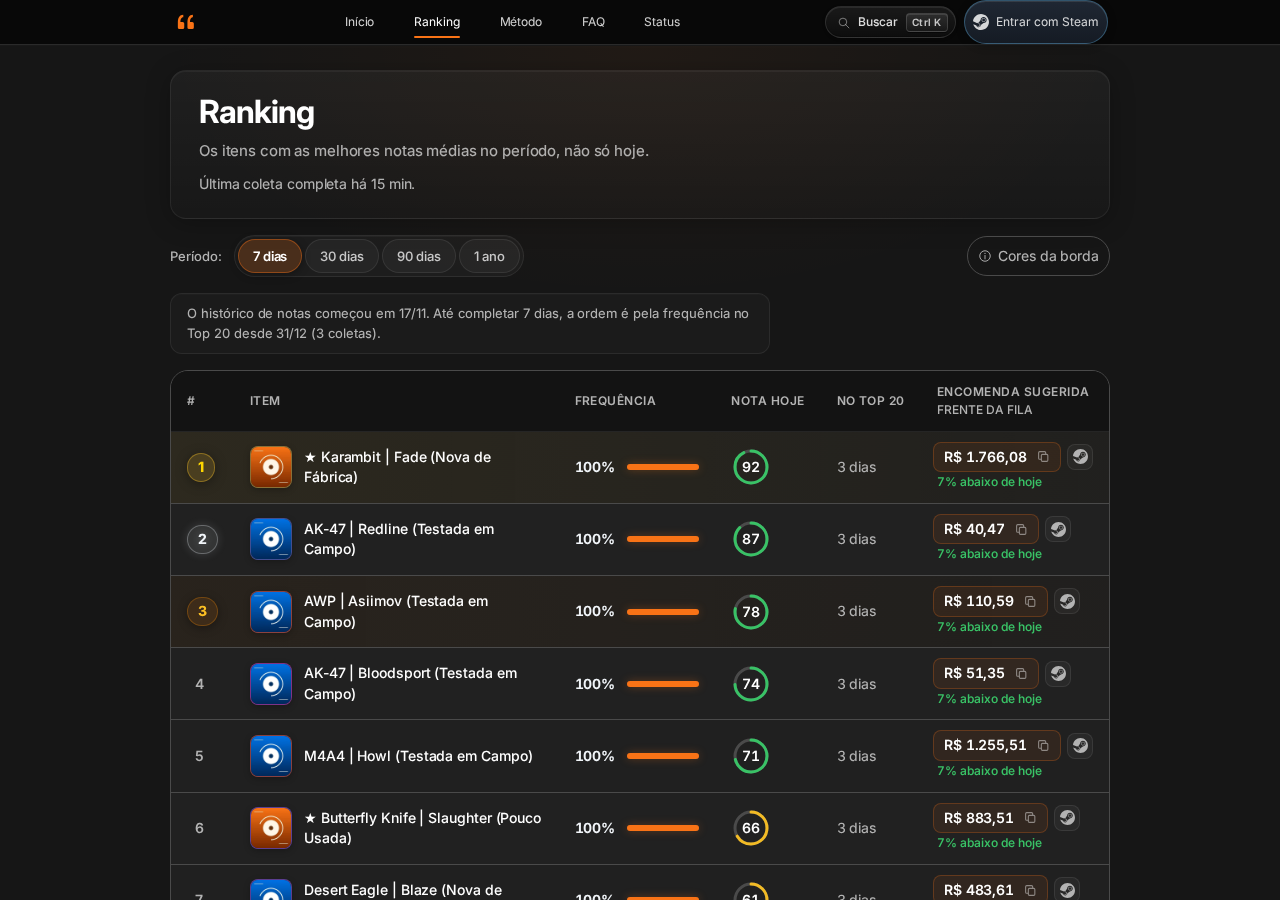 Início
Ranking
Método
FAQ
Status
Buscar
Ctrl K
Entrar com Steam
Ranking
Os itens com as melhores notas médias no período, não só hoje.
Última coleta completa há 15 min.
Período:
7 dias
30 dias
90 dias
1 ano
Cores da borda
O histórico de notas começou em 17/11. Até completar 7 dias, a ordem é pela frequência no
Top 20 desde 31/12 (3 coletas).
#
ITEM
FREQUÊNCIA
NOTA HOJE
NO TOP 20
ENCOMENDA SUGERIDA
FRENTE DA FILA
1
★ Karambit | Fade (Nova de
Fábrica)
100%
92
3 dias
R$ 1.766,08
7% abaixo de hoje
2
AK-47 | Redline (Testada em
Campo)
100%
87
3 dias
R$ 40,47
7% abaixo de hoje
3
AWP | Asiimov (Testada em
Campo)
100%
78
3 dias
R$ 110,59
7% abaixo de hoje
4
AK-47 | Bloodsport (Testada em
Campo)
100%
74
3 dias
R$ 51,35
7% abaixo de hoje
5
M4A4 | Howl (Testada em Campo)
100%
71
3 dias
R$ 1.255,51
7% abaixo de hoje
6
★ Butterfly Knife | Slaughter (Pouco
Usada)
100%
66
3 dias
R$ 883,51
7% abaixo de hoje
7
Desert Eagle | Blaze (Nova de
100%
61
3 dias
R$ 483,61